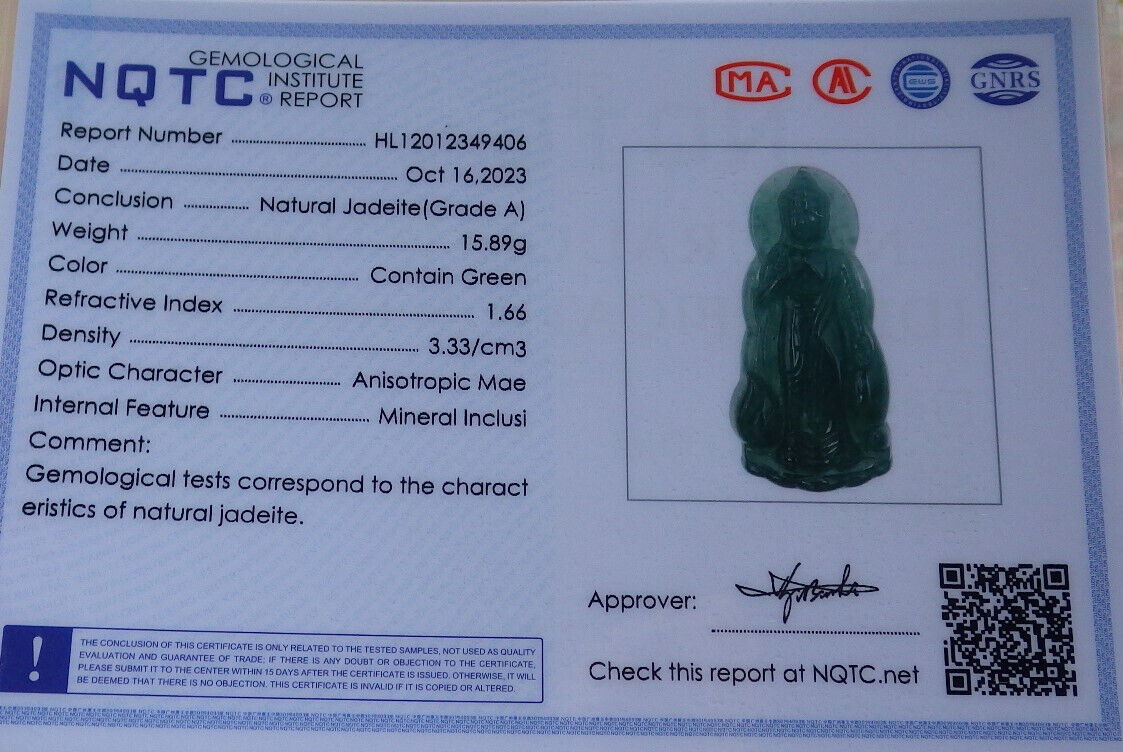 GEMOLOGICAL
NQTC INSTITUTE
® REPORT
MA
AL
EWS
GNRS
Report Number ........ HL12012349406
Date ........ Oct 16,2023
Conclusion ........ Natural Jadeite(Grade A)
Weight ........ 15.89g
Color ........ Contain Green
Refractive Index ........ 1.66
Density ........ 3.33/cm3
Optic Character ........ Anisotropic Mae
Internal Feature ........ Mineral Inclusi
Comment:
Gemological tests correspond to the charact
eristics of natural jadeite.
Approver:
Check this report at NQTC.net
!
THE CONCLUSION OF THIS CERTIFICATE IS ONLY RELATED TO THE TESTED SAMPLES, NOT USED AS QUALITY
EVALUATION AND GUARANTEE OF TRADE; IF THERE IS ANY DOUBT OR OBJECTION TO THE CERTIFICATE,
PLEASE SUBMIT IT TO THE CENTER WITHIN 15 DAYS AFTER THE CERTIFICATE IS ISSUED. OTHERWISE, IT WILL
BE DEEMED THAT THERE IS NO OBJECTION. THIS CERTIFICATE IS INVALID IF IT IS COPIED OR ALTERED.